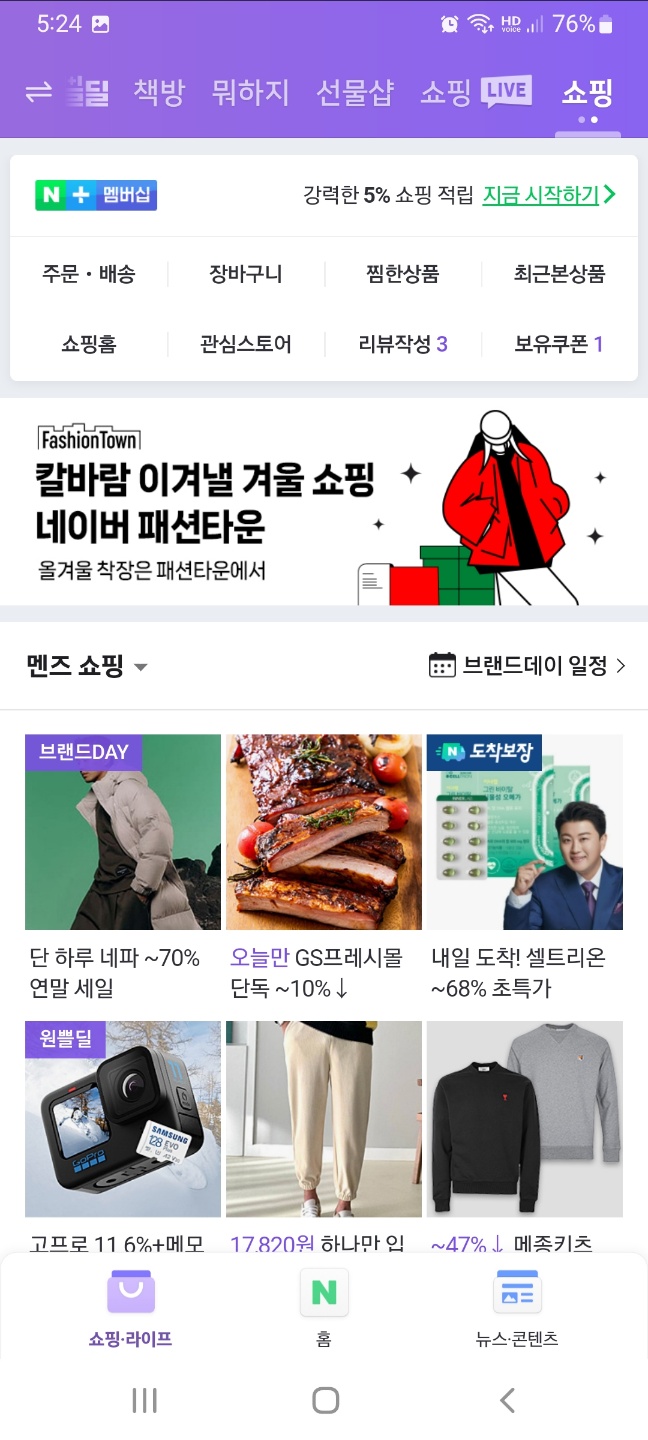 5:24
HD voice
76%
책방 뭐하지 선물샵 쇼핑 LIVE 쇼핑
N + 멤버십
강력한 5% 쇼핑 적립 지금 시작하기
주문・배송 장바구니 찜한상품 최근본상품
쇼핑홈 관심스토어 리뷰작성 3 보유쿠폰 1
FashionTown
칼바람 이겨낼 겨울 쇼핑
네이버 패션타운
올겨울 착장은 패션타운에서
멘즈 쇼핑
브랜드데이 일정
브랜드DAY
N 도착보장
단 하루 네파 ~70%
연말 세일
오늘만 GS프레시몰
단독 ~10%↓
내일 도착! 셀트리온
~68% 초특가
원쁠딜
GoPro
SAMSUNG
128 EVO
고프로 11 6%+메모
17,820원 하나만 입
~47%↓ 메종키츠
쇼핑·라이프
N
홈
뉴스·콘텐츠